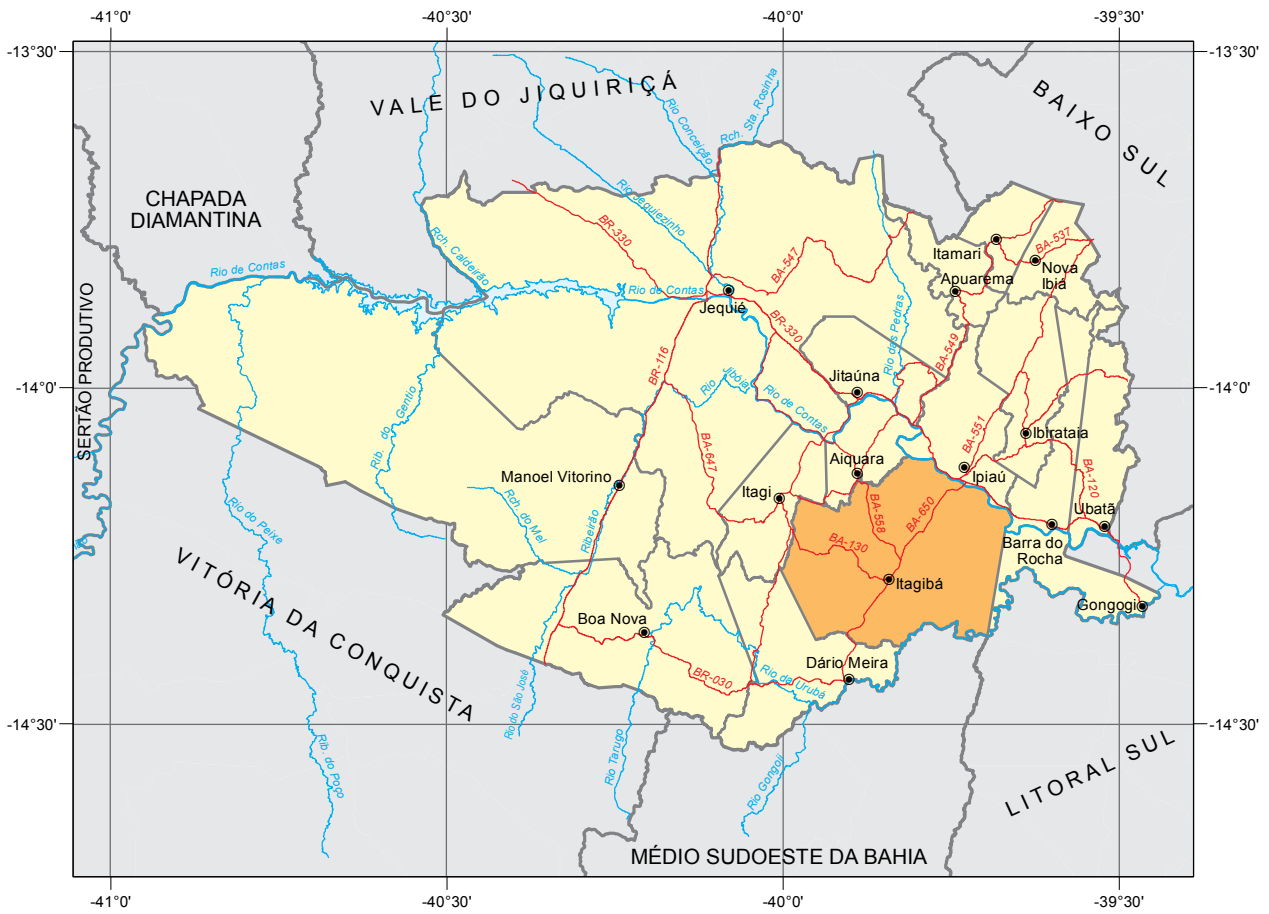 -41°0'
-40°30'
-40°0'
-39°30'
-13°30'
-13°30'
VALE DO JIQUIRIÇÁ
BAIXO SUL
Rio Conceição
Rch. Sta. Rosinha
CHAPADA
DIAMANTINA
BR-330
Rio Jequiezinho
Rch. Caldeirão
BA-547
Itamari
BA-537
Nova
Ibiá
Apuarema
Rio de Contas
Rio de Contas
Jequié
BR-330
Rio das Pedras
SERTÃO PRODUTIVO
BR-116
BA-549
-14°0'
-14°0'
Rio Jibóia
Jitaúna
Rib. do Gentio
Rio de Contas
BA-551
Ibirataia
BA-647
Aiquara
Ipiaú
Manoel Vitorino
Rch. do Mel
Ribeirão
Itagi
BA-558
BA-650
BA-120
Ubatã
Rio do Peixe
BA-130
Barra do
Rocha
Itagibá
Gongogi
VITÓRIA DA CONQUISTA
Boa Nova
Dário Meira
BR-030
Rio da Urubá
Rio do São José
-14°30'
-14°30'
Rib. do Poço
Rio Tarugo
Rio Gongoji
LITORAL SUL
MÉDIO SUDOESTE DA BAHIA
-41°0'
-40°30'
-40°0'
-39°30'